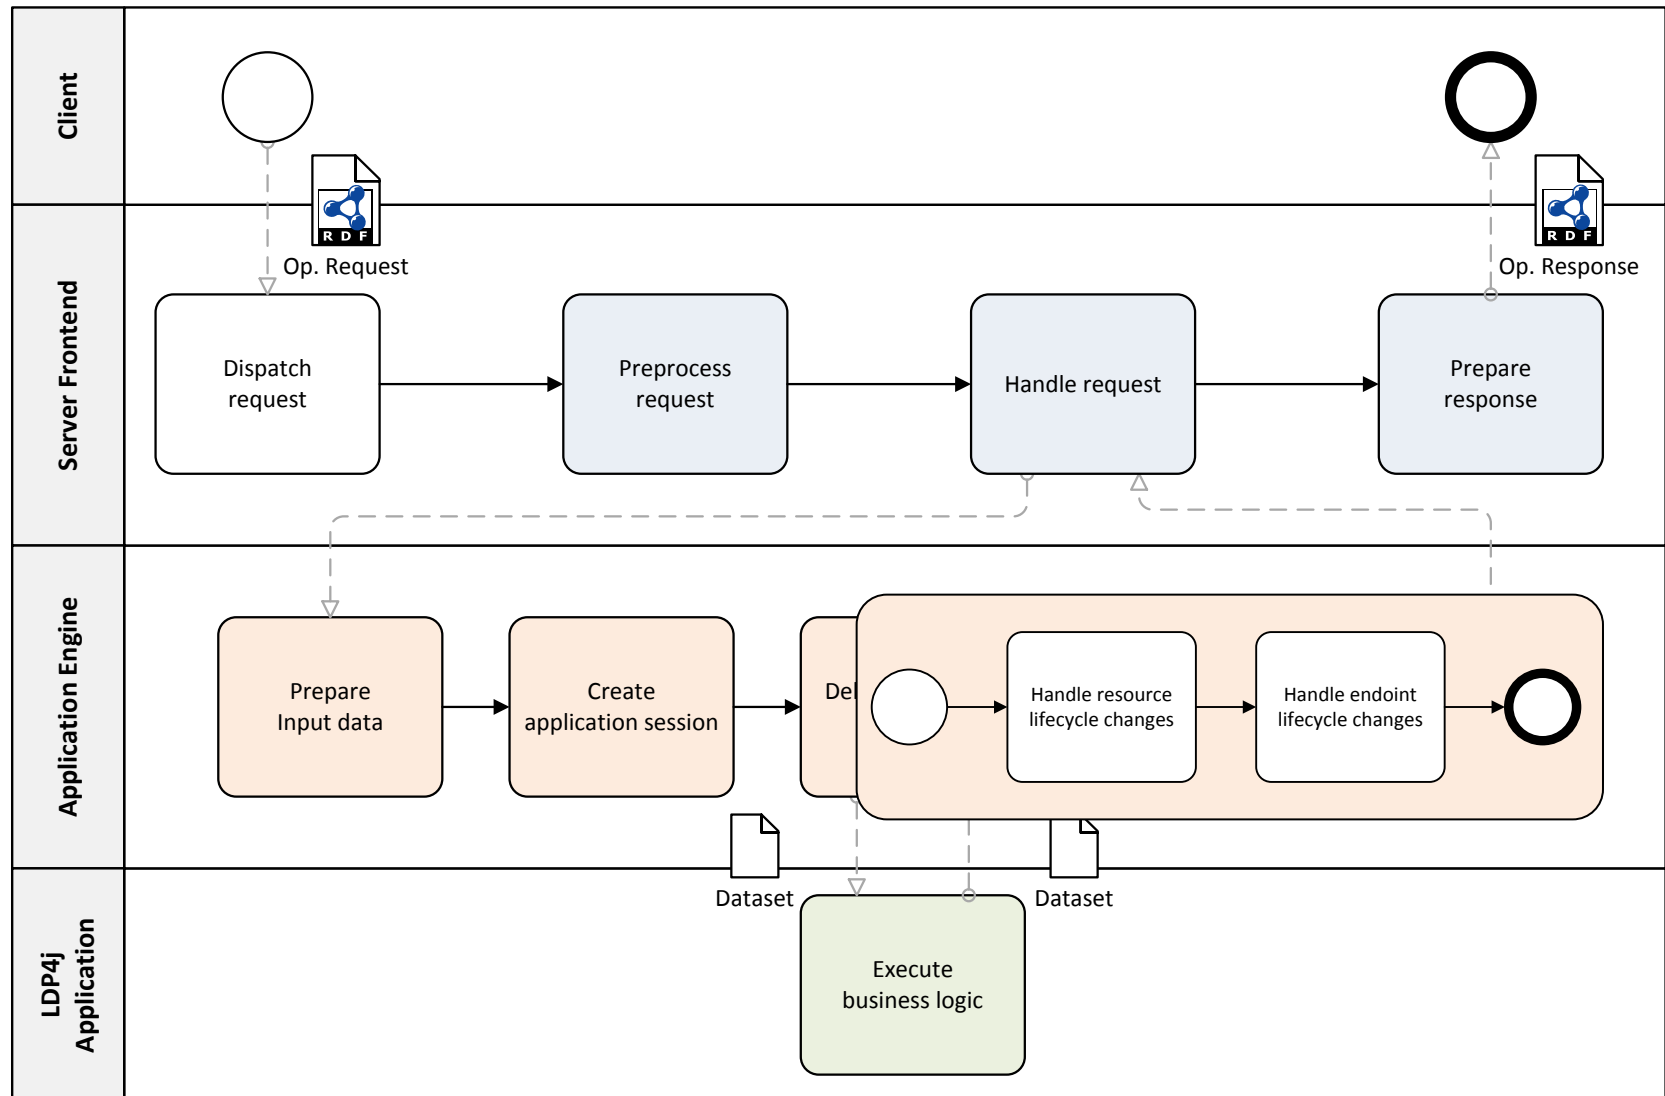 Client
RDF
Op. Request
RDF
Op. Response
Server Frontend
Dispatch
request
Preprocess
request
Handle request
Prepare
response
Application Engine
Prepare
Input data
Create
application session
Handle resource
lifecycle changes
Handle endoint
lifecycle changes
Dataset
Dataset
LDP4j
Application
Execute
business logic